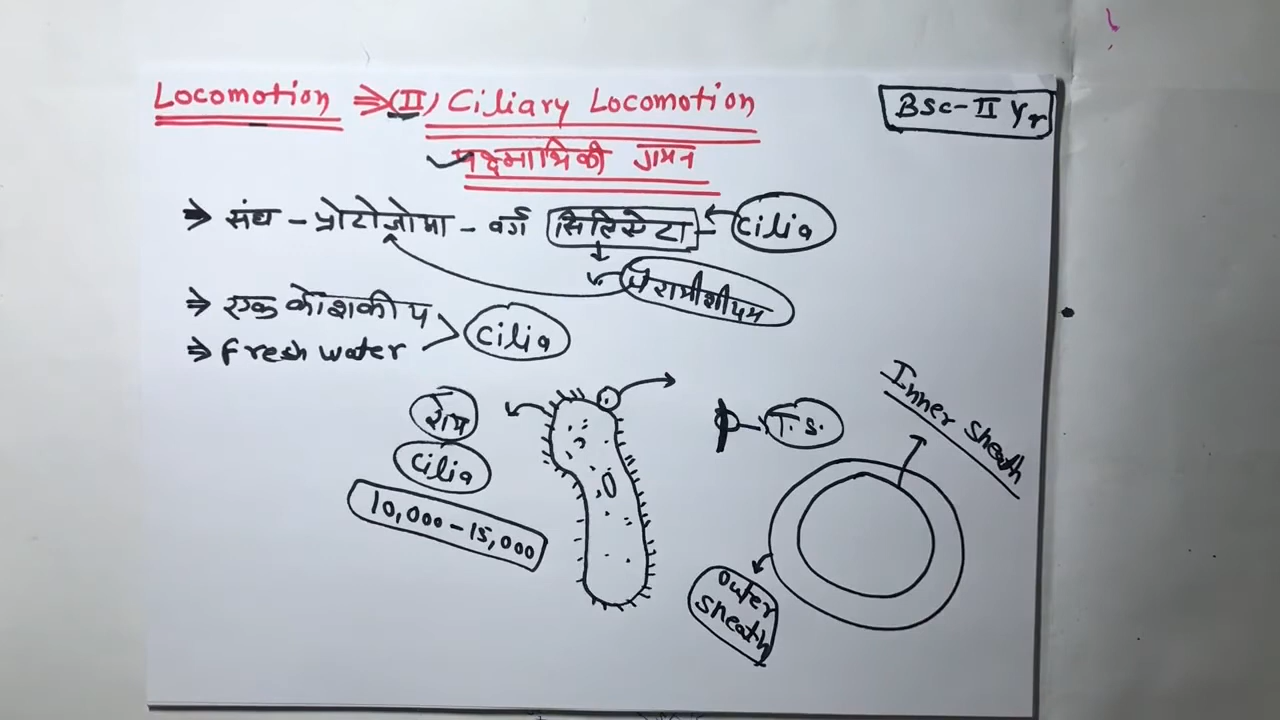 Locomotion ⇒ (II) Ciliary Locomotion
BSc-II Yr
पक्ष्माभिकी गमन
⇒ संघ - प्रोटोजोआ - वर्ग सिलिएटा - Cilia
पैरामीशीयम
⇒ एक कोशकीय
Cilia
⇒ Fresh water
रोम
Cilia
10,000 - 15,000
T.S.
Inner Sheath
Outer
Sheath